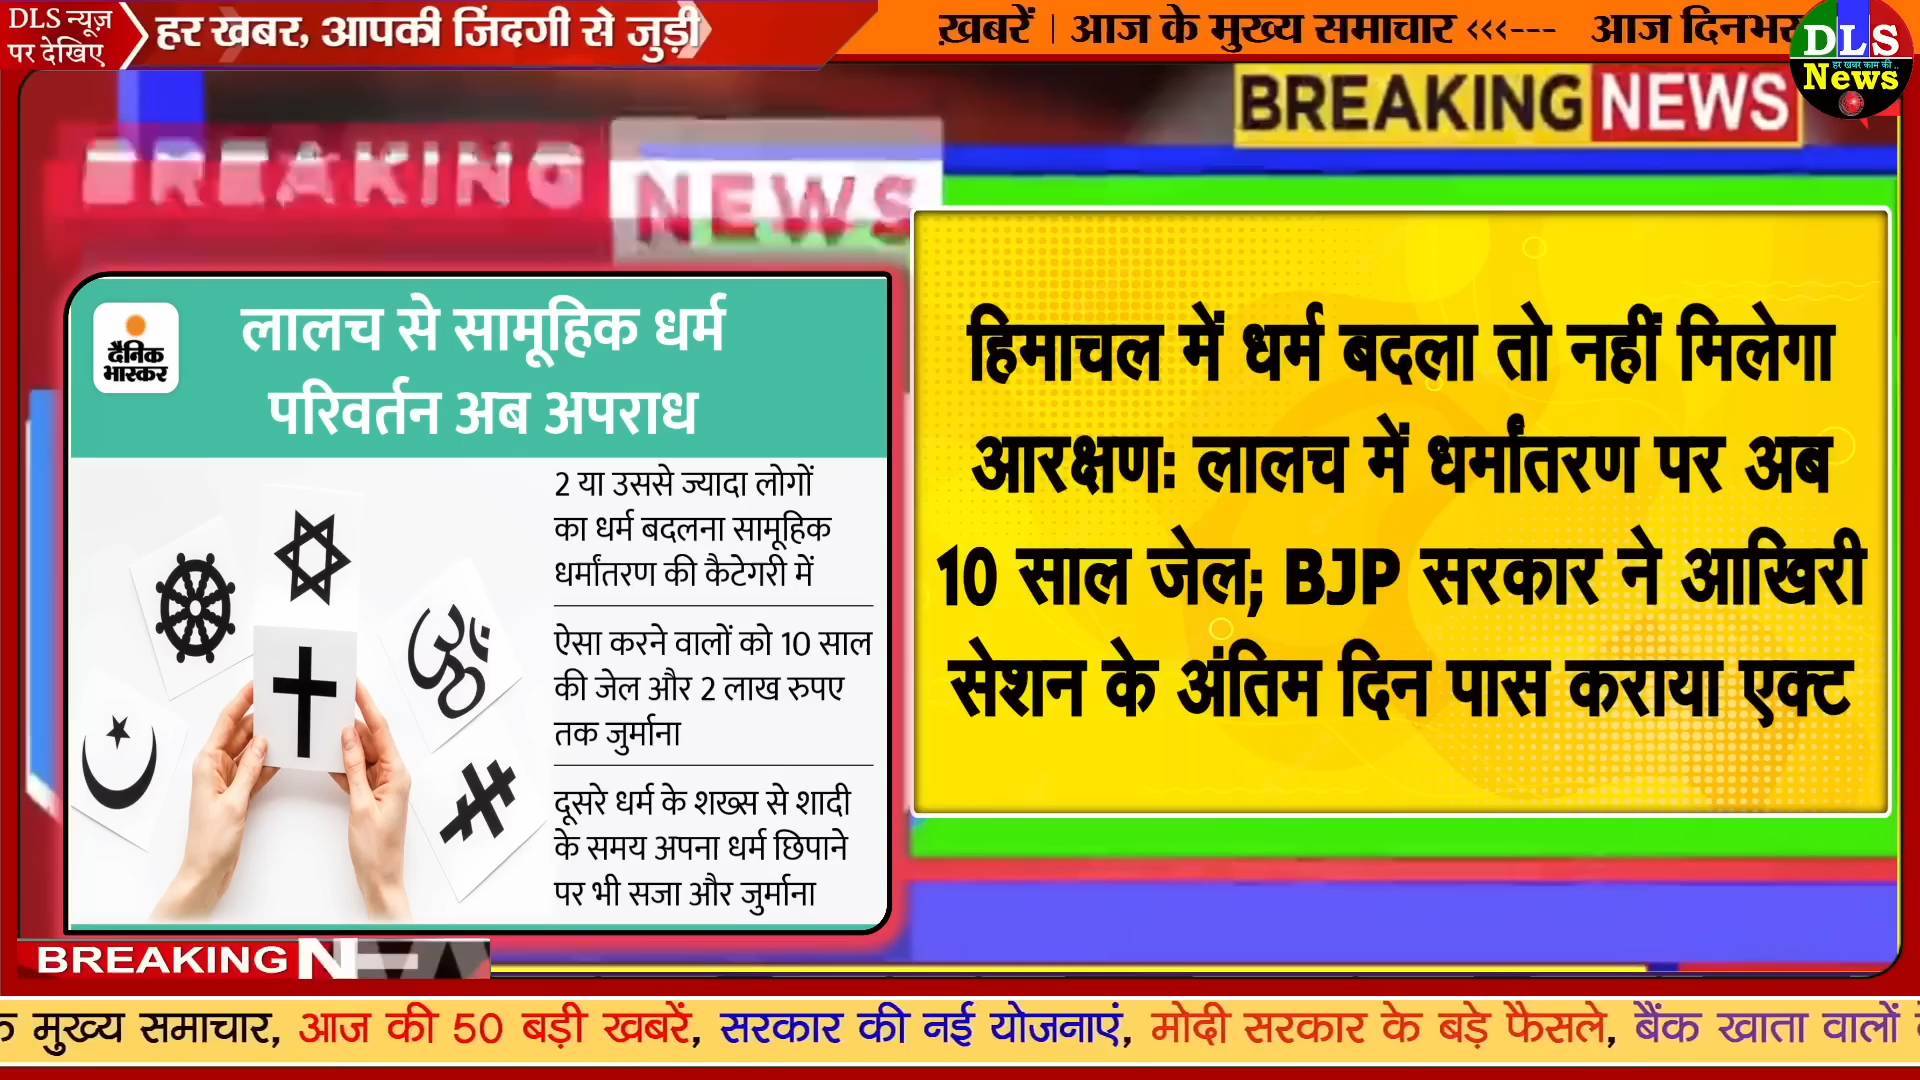 DLS न्यूज़
पर देखिए
हर खबर, आपकी जिंदगी से जुड़ी
ख़बरें | आज के मुख्य समाचार <<<--- आज दिनभर
DLS
हर खबर काम की..
News
BREAKING NEWS
BREAKING NEWS
दैनिक
भास्कर
लालच से सामूहिक धर्म
परिवर्तन अब अपराध
2 या उससे ज्यादा लोगों
का धर्म बदलना सामूहिक
धर्मांतरण की कैटेगरी में
ऐसा करने वालों को 10 साल
की जेल और 2 लाख रुपए
तक जुर्माना
दूसरे धर्म के शख्स से शादी
के समय अपना धर्म छिपाने
पर भी सजा और जुर्माना
हिमाचल में धर्म बदला तो नहीं मिलेगा
आरक्षण: लालच में धर्मांतरण पर अब
10 साल जेल; BJP सरकार ने आखिरी
सेशन के अंतिम दिन पास कराया एक्ट
BREAKING N
मुख्य समाचार, आज की 50 बड़ी खबरें, सरकार की नई योजनाएं, मोदी सरकार के बड़े फैसले, बैंक खाता वालों